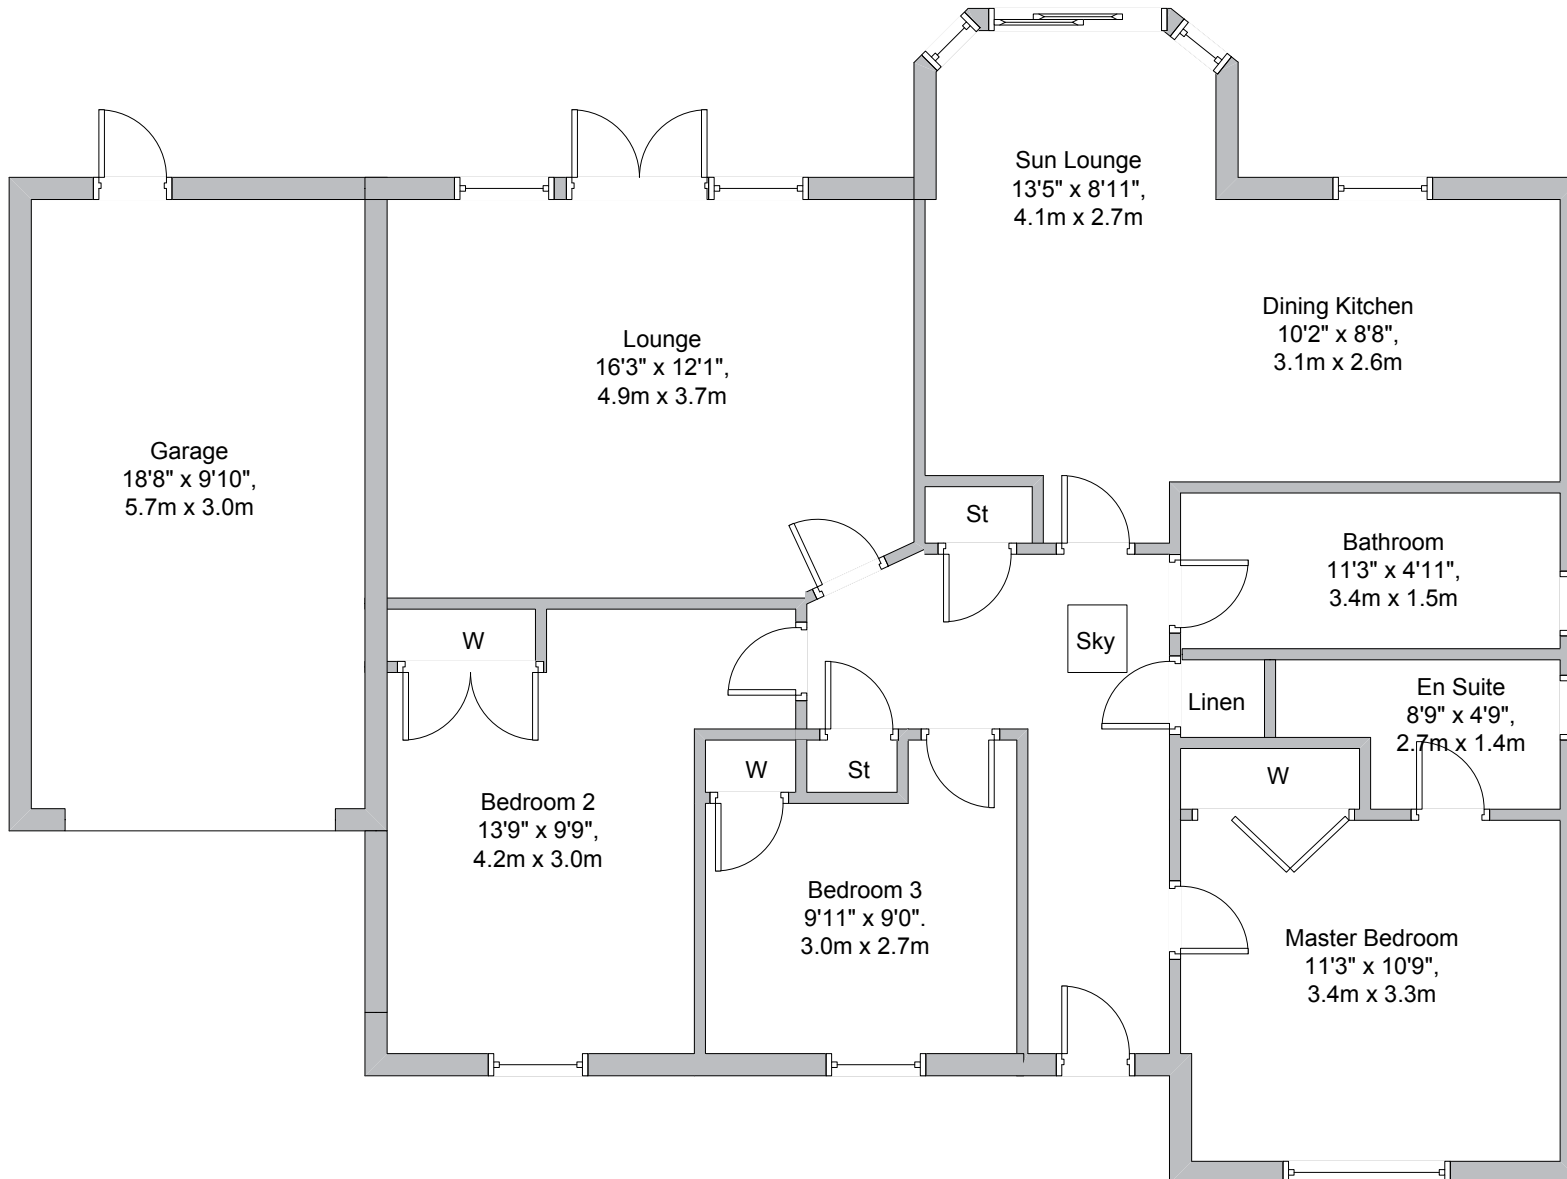 Sun Lounge
13'5" x 8'11",
4.1m x 2.7m
Dining Kitchen
10'2" x 8'8",
3.1m x 2.6m
Lounge
16'3" x 12'1",
4.9m x 3.7m
Garage
18'8" x 9'10",
5.7m x 3.0m
St
Bathroom
11'3" x 4'11",
3.4m x 1.5m
W
Sky
Linen
En Suite
8'9" x 4'9",
2.7m x 1.4m
W
St
W
Bedroom 2
13'9" x 9'9",
4.2m x 3.0m
Bedroom 3
9'11" x 9'0".
3.0m x 2.7m
Master Bedroom
11'3" x 10'9",
3.4m x 3.3m